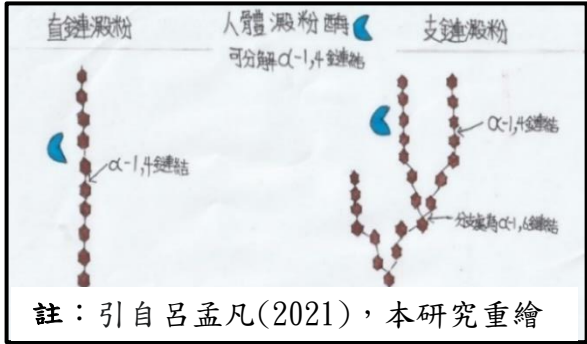 直鏈澱粉
人體澱粉酶
支鏈澱粉
可分解α-1,4鏈結
α-1,4鏈結
α-1,4鏈結
分支處為α-1,6鏈結
註：引自呂孟凡(2021)，本研究重繪